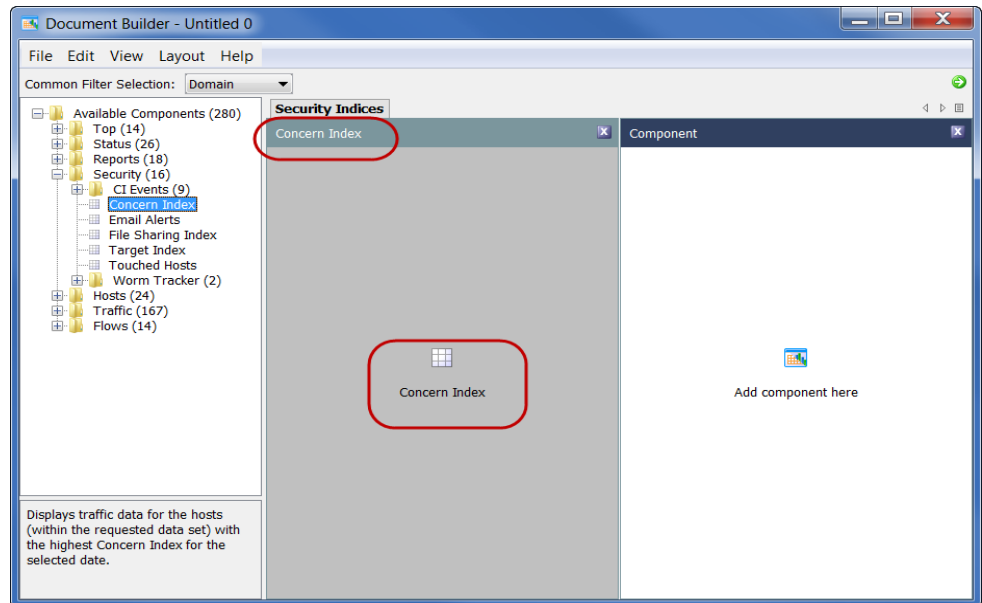 Document Builder - Untitled 0
File Edit View Layout Help
Common Filter Selection: Domain
Available Components (280)
Top (14)
Status (26)
Reports (18)
Security (16)
CI Events (9)
Concern Index
Email Alerts
File Sharing Index
Target Index
Touched Hosts
Worm Tracker (2)
Hosts (24)
Traffic (167)
Flows (14)
Displays traffic data for the hosts
(within the requested data set) with
the highest Concern Index for the
selected date.
Security Indices
Concern Index
Concern Index
Component
Add component here